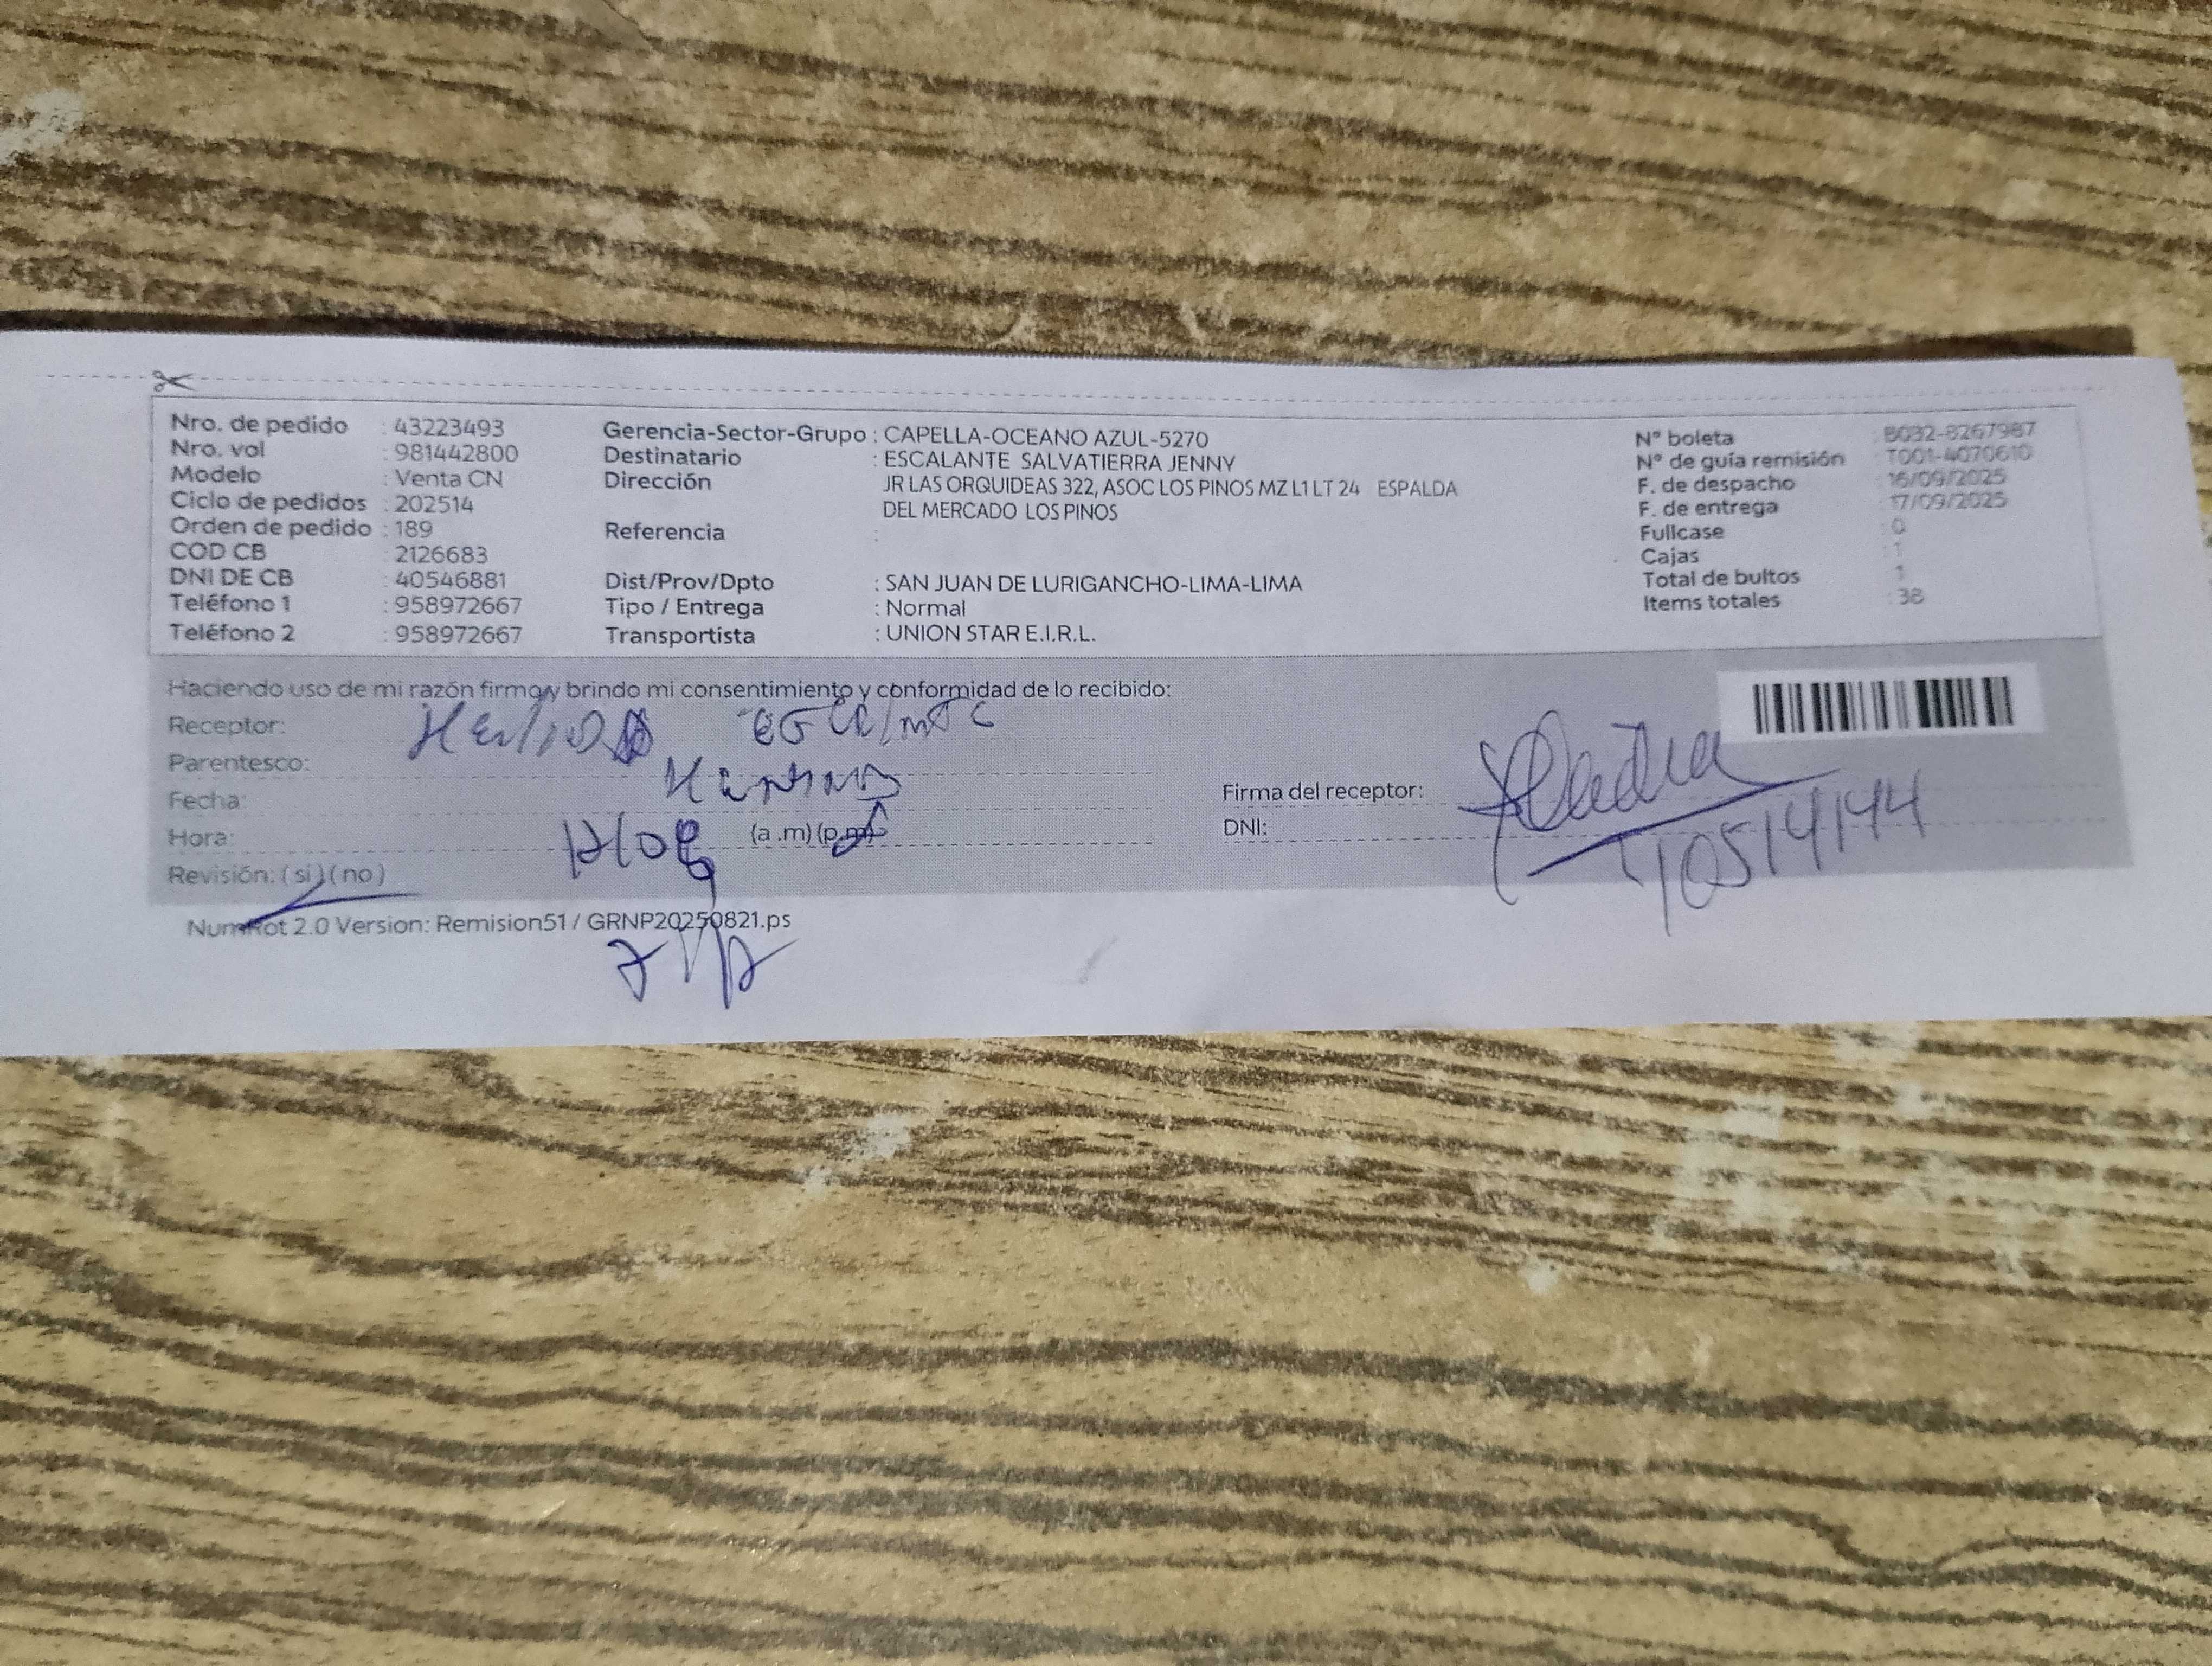 Nro. de pedido : 43223493
Nro. vol : 981442800
Modelo : Venta CN
Ciclo de pedidos : 202514
Orden de pedido : 189
COD CB : 2126683
DNI DE CB : 40546881
Teléfono 1 : 958972667
Teléfono 2 : 958972667
Gerencia-Sector-Grupo : CAPELLA-OCEANO AZUL-5270
Destinatario : ESCALANTE SALVATIERRA JENNY
Dirección JR LAS ORQUIDEAS 322, ASOC LOS PINOS MZ L1 LT 24 ESPALDA
DEL MERCADO LOS PINOS
Referencia :
Dist/Prov/Dpto : SAN JUAN DE LURIGANCHO-LIMA-LIMA
Tipo / Entrega : Normal
Transportista : UNION STAR E.I.R.L.
N° boleta : B032-8267987
N° de guía remisión : T001-4070610
F. de despacho : 16/09/2025
F. de entrega : 17/09/2025
Fullcase : 0
Cajas : 1
Total de bultos : 1
Items totales : 38
Haciendo uso de mi razón firmo y brindo mi consentimiento y conformidad de lo recibido:
Receptor:
Parentesco:
Fecha:
Hora: (a.m) (p.m)
Revisión: ( si ) ( no )
Firma del receptor:
DNI: 10514144
NumRot 2.0 Version: Remision51 / GRNP20250821.ps